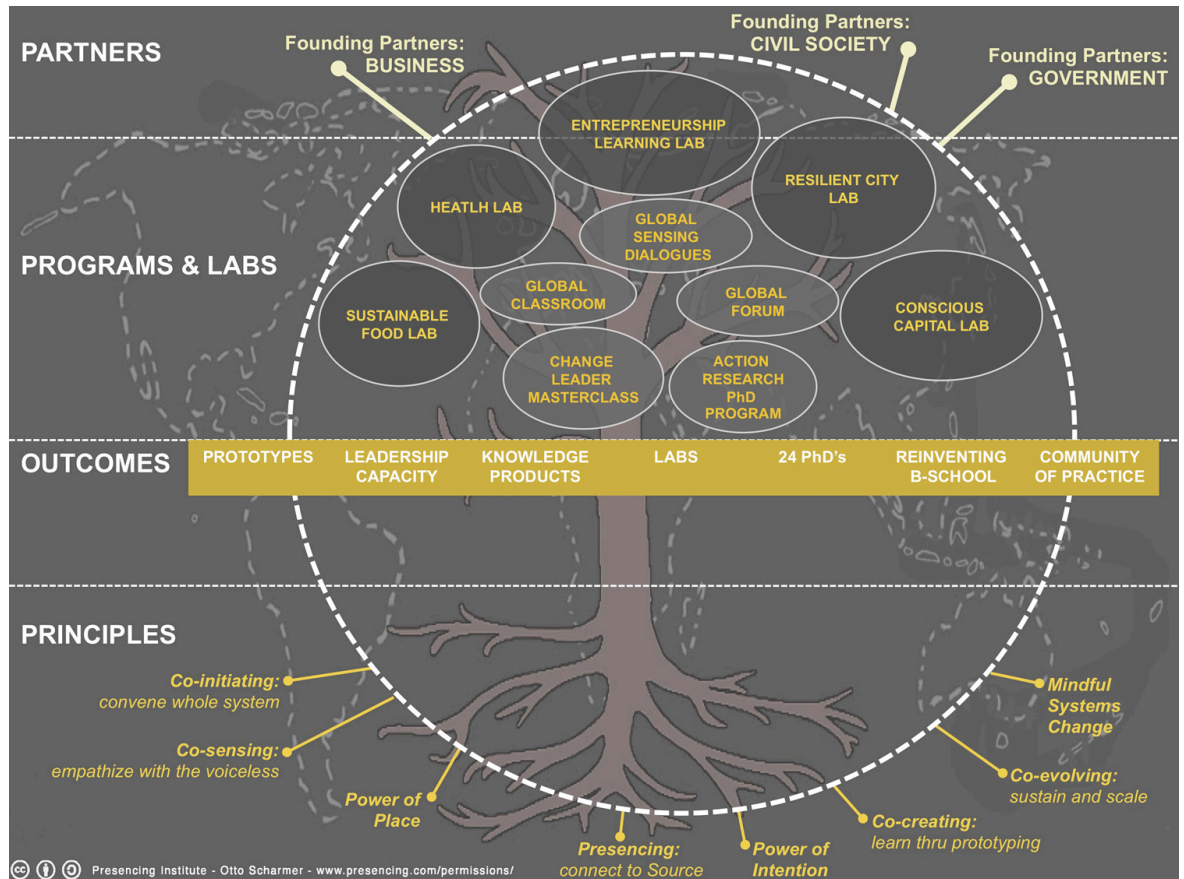 PARTNERS
Founding Partners:
BUSINESS
Founding Partners:
CIVIL SOCIETY
Founding Partners:
GOVERNMENT
PROGRAMS & LABS
ENTREPRENEURSHIP
LEARNING LAB
RESILIENT CITY
LAB
HEATLH LAB
GLOBAL
SENSING
DIALOGUES
GLOBAL
CLASSROOM
GLOBAL
FORUM
SUSTAINABLE
FOOD LAB
CONSCIOUS
CAPITAL LAB
CHANGE
LEADER
MASTERCLASS
ACTION
RESEARCH
PhD
PROGRAM
OUTCOMES
PROTOTYPES
LEADERSHIP
CAPACITY
KNOWLEDGE
PRODUCTS
LABS
24 PhD's
REINVENTING
B-SCHOOL
COMMUNITY
OF PRACTICE
PRINCIPLES
Co-initiating:
convene whole system
Co-sensing:
empathize with the voiceless
Power of
Place
Presencing:
connect to Source
Power of
Intention
Co-creating:
learn thru prototyping
Co-evolving:
sustain and scale
Mindful
Systems
Change
cc
Presencing Institute - Otto Scharmer - www.presencing.com/permissions/